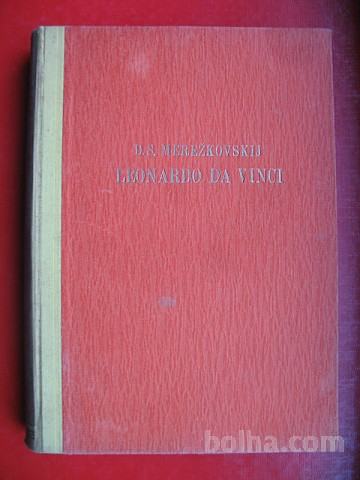 D. S. MEREŽKOVSKIJ
LEONARDO DA VINCI
bolha.com